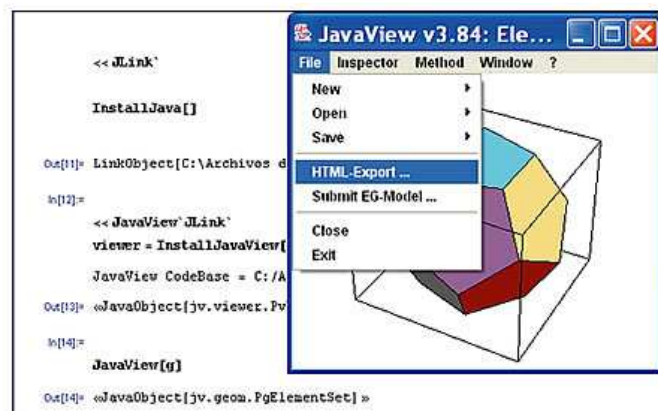 << JLink`
InstallJava[]
Out[11]= LinkObject[C:\Archivos d
In[12]:=
<< JavaView`JLink`
viewer = InstallJavaView[
JavaView CodeBase = C:/A
Out[13]= «JavaObject[jv.viewer.Pv
In[14]:=
JavaView[g]
Out[14]= «JavaObject[jv.geom.PgElementSet] »
JavaView v3.84: Ele...
File Inspector Method Window ?
New
Open
Save
HTML-Export ...
Submit EG-Model ...
Close
Exit